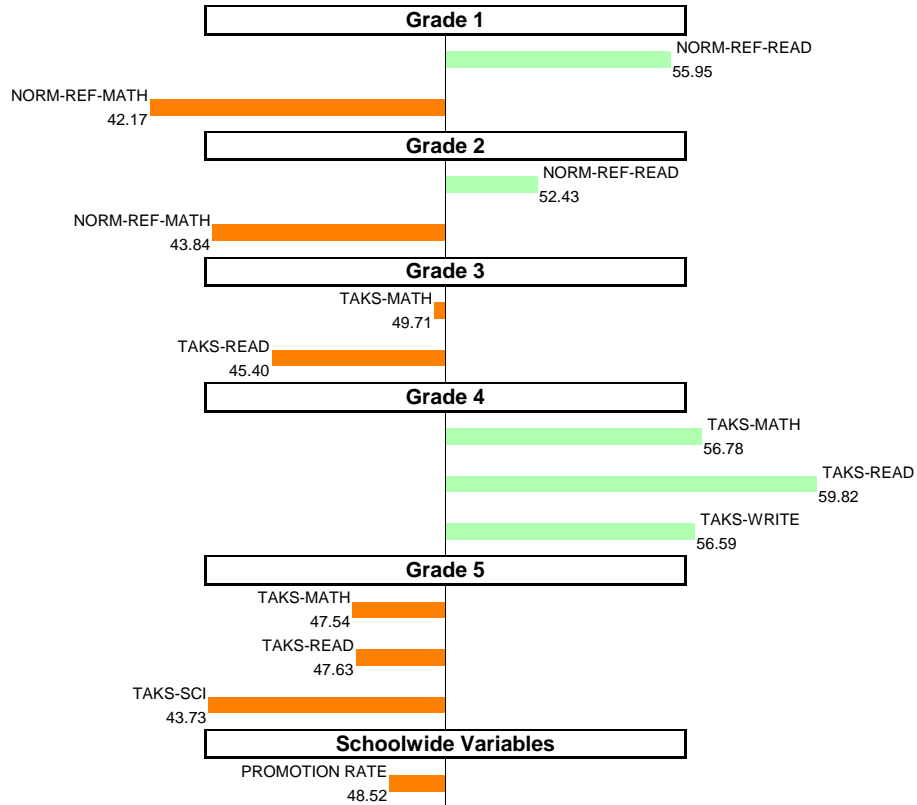 Grade 1
NORM-REF-READ
55.95
NORM-REF-MATH
42.17
Grade 2
NORM-REF-READ
52.43
NORM-REF-MATH
43.84
Grade 3
TAKS-MATH
49.71
TAKS-READ
45.40
Grade 4
TAKS-MATH
56.78
TAKS-READ
59.82
TAKS-WRITE
56.59
Grade 5
TAKS-MATH
47.54
TAKS-READ
47.63
TAKS-SCI
43.73
Schoolwide Variables
PROMOTION RATE
48.52